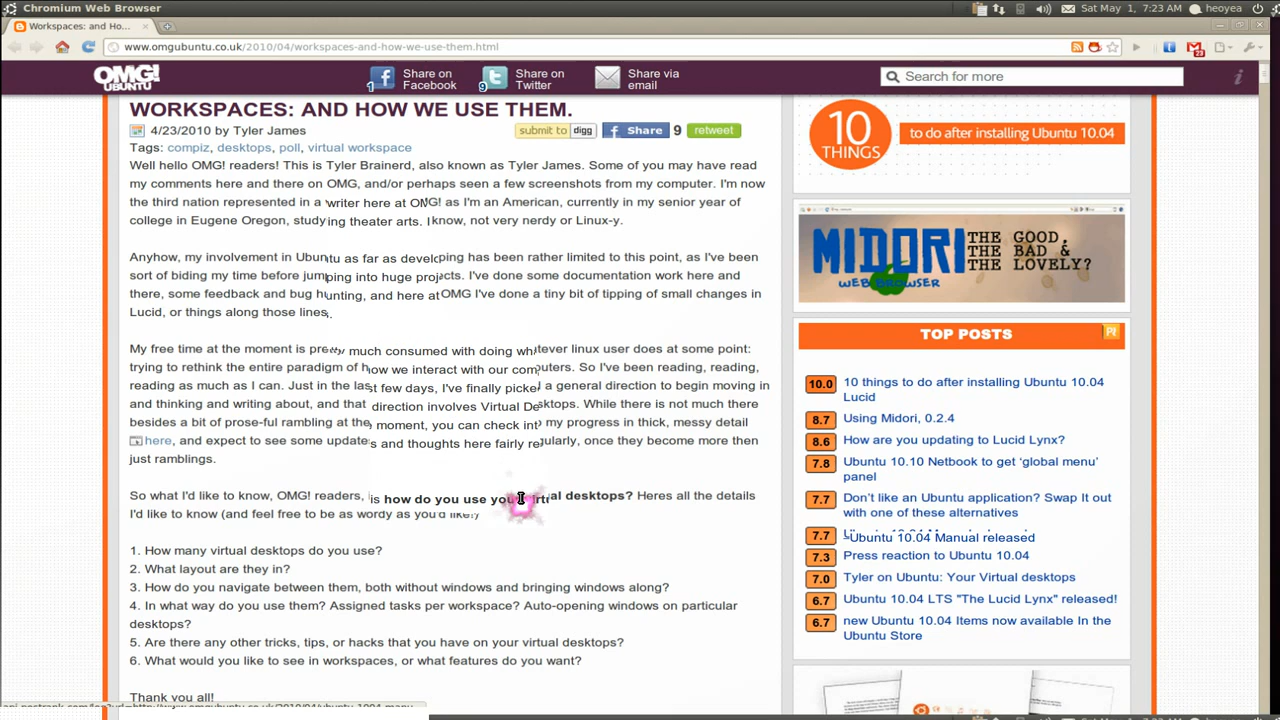 Chromium Web Browser
Sat May 1, 7:23 AM heoyea
Workspaces: and Ho...
www.omgubuntu.co.uk/2010/04/workspaces-and-how-we-use-them.html
OMG! UBUNTU
1 Share on Facebook
9 Share on Twitter
Share via email
Search for more
WORKSPACES: AND HOW WE USE THEM.
4/23/2010 by Tyler James
submit to digg
Share 9 retweet
Tags: compiz, desktops, poll, virtual workspace
Well hello OMG! readers! This is Tyler Brainerd, also known as Tyler James. Some of you may have read
my comments here and there on OMG, and/or perhaps seen a few screenshots from my computer. I'm now
the third nation represented in a writer here at OMG! as I'm an American, currently in my senior year of
college in Eugene Oregon, studying theater arts. I know, not very nerdy or Linux-y.
Anyhow, my involvement in Ubuntu as far as developing has been rather limited to this point, as I've been
sort of biding my time before jumping into huge projects. I've done some documentation work here and
there, some feedback and bug hunting, and here at OMG I've done a tiny bit of tipping of small changes in
Lucid, or things along those lines.
My free time at the moment is pretty much consumed with doing whatever linux user does at some point:
trying to rethink the entire paradigm of how we interact with our computers. So I've been reading, reading,
reading as much as I can. Just in the last few days, I've finally picked a general direction to begin moving in
and thinking and writing about, and that direction involves Virtual Desktops. While there is not much there
besides a bit of prose-ful rambling at the moment, you can check into my progress in thick, messy detail
here, and expect to see some updates and thoughts here fairly regularly, once they become more then
just ramblings.
So what I'd like to know, OMG! readers, is how do you use your virtual desktops? Heres all the details
I'd like to know (and feel free to be as wordy as you'd like!)
1. How many virtual desktops do you use?
2. What layout are they in?
3. How do you navigate between them, both without windows and bringing windows along?
4. In what way do you use them? Assigned tasks per workspace? Auto-opening windows on particular
desktops?
5. Are there any other tricks, tips, or hacks that you have on your virtual desktops?
6. What would you like to see in workspaces, or what features do you want?
Thank you all!
10 THINGS to do after installing Ubuntu 10.04
MIDORI WEB BROWSER
THE GOOD,
THE BAD &
THE LOVELY?
TOP POSTS
10.0 10 things to do after installing Ubuntu 10.04
Lucid
8.7 Using Midori, 0.2.4
8.6 How are you updating to Lucid Lynx?
7.8 Ubuntu 10.10 Netbook to get 'global menu'
panel
7.7 Don't like an Ubuntu application? Swap It out
with one of these alternatives
7.7 Ubuntu 10.04 Manual released
7.3 Press reaction to Ubuntu 10.04
7.0 Tyler on Ubuntu: Your Virtual desktops
6.7 Ubuntu 10.04 LTS "The Lucid Lynx" released!
6.7 new Ubuntu 10.04 Items now available In the
Ubuntu Store